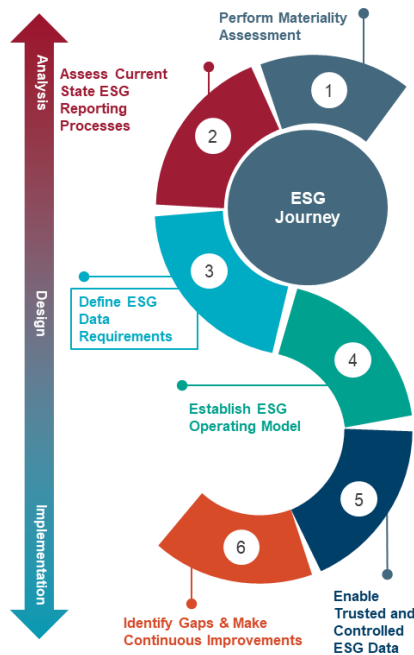 Perform Materiality
Assessment
1
Assess Current
State ESG
Reporting
Processes
2
Analysis
ESG
Journey
3
Define ESG
Data
Requirements
Design
4
Establish ESG
Operating Model
5
Enable
Trusted and
Controlled
ESG Data
6
Identify Gaps & Make
Continuous Improvements
Implementation